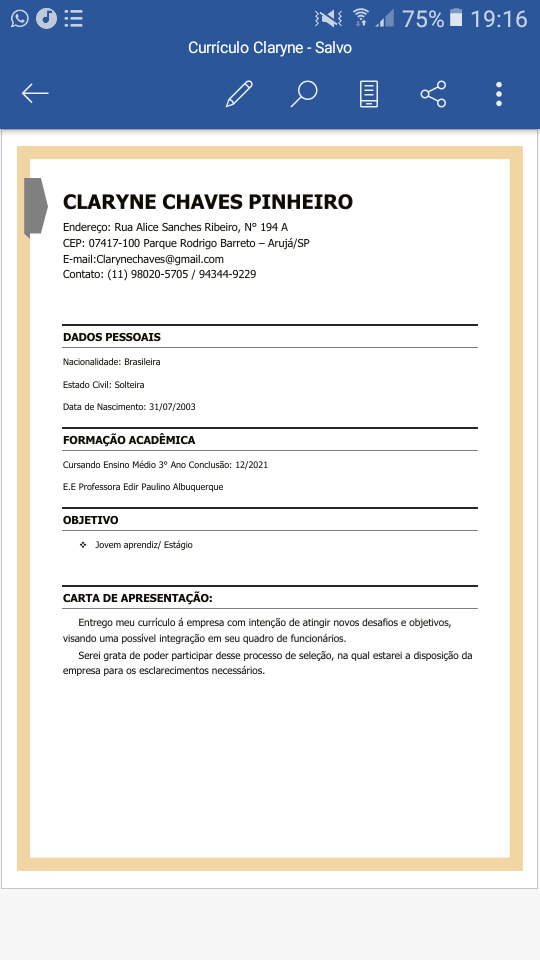 75% 19:16
Currículo Claryne - Salvo
CLARYNE CHAVES PINHEIRO
Endereço: Rua Alice Sanches Ribeiro, N° 194 A
CEP: 07417-100 Parque Rodrigo Barreto – Arujá/SP
E-mail:Clarynechaves@gmail.com
Contato: (11) 98020-5705 / 94344-9229
DADOS PESSOAIS
Nacionalidade: Brasileira
Estado Civil: Solteira
Data de Nascimento: 31/07/2003
FORMAÇÃO ACADÊMICA
Cursando Ensino Médio 3° Ano Conclusão: 12/2021
E.E Professora Edir Paulino Albuquerque
OBJETIVO
❖ Jovem aprendiz/ Estágio
CARTA DE APRESENTAÇÃO:
Entrego meu currículo á empresa com intenção de atingir novos desafios e objetivos,
visando uma possível integração em seu quadro de funcionários.
Serei grata de poder participar desse processo de seleção, na qual estarei a disposição da
empresa para os esclarecimentos necessários.